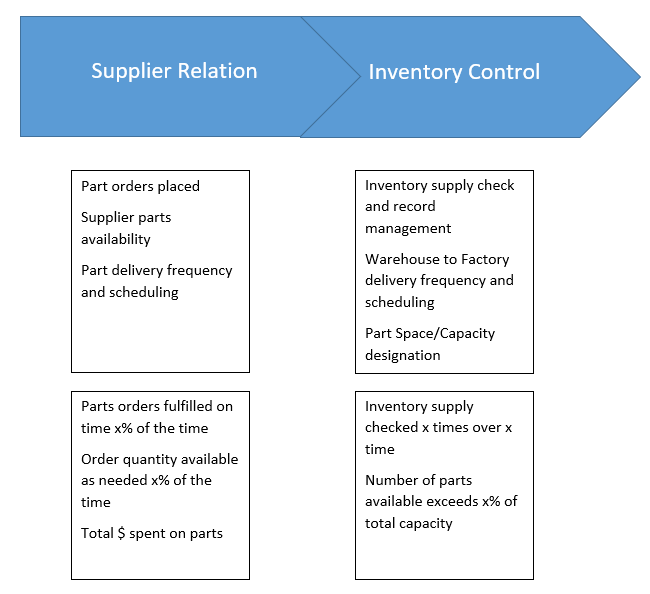 Supplier Relation
Inventory Control
Part orders placed
Supplier parts
availability
Part delivery frequency
and scheduling
Inventory supply check
and record
management
Warehouse to Factory
delivery frequency and
scheduling
Part Space/Capacity
designation
Parts orders fulfilled on
time x% of the time
Order quantity available
as needed x% of the
time
Total $ spent on parts
Inventory supply
checked x times over x
time
Number of parts
available exceeds x% of
total capacity